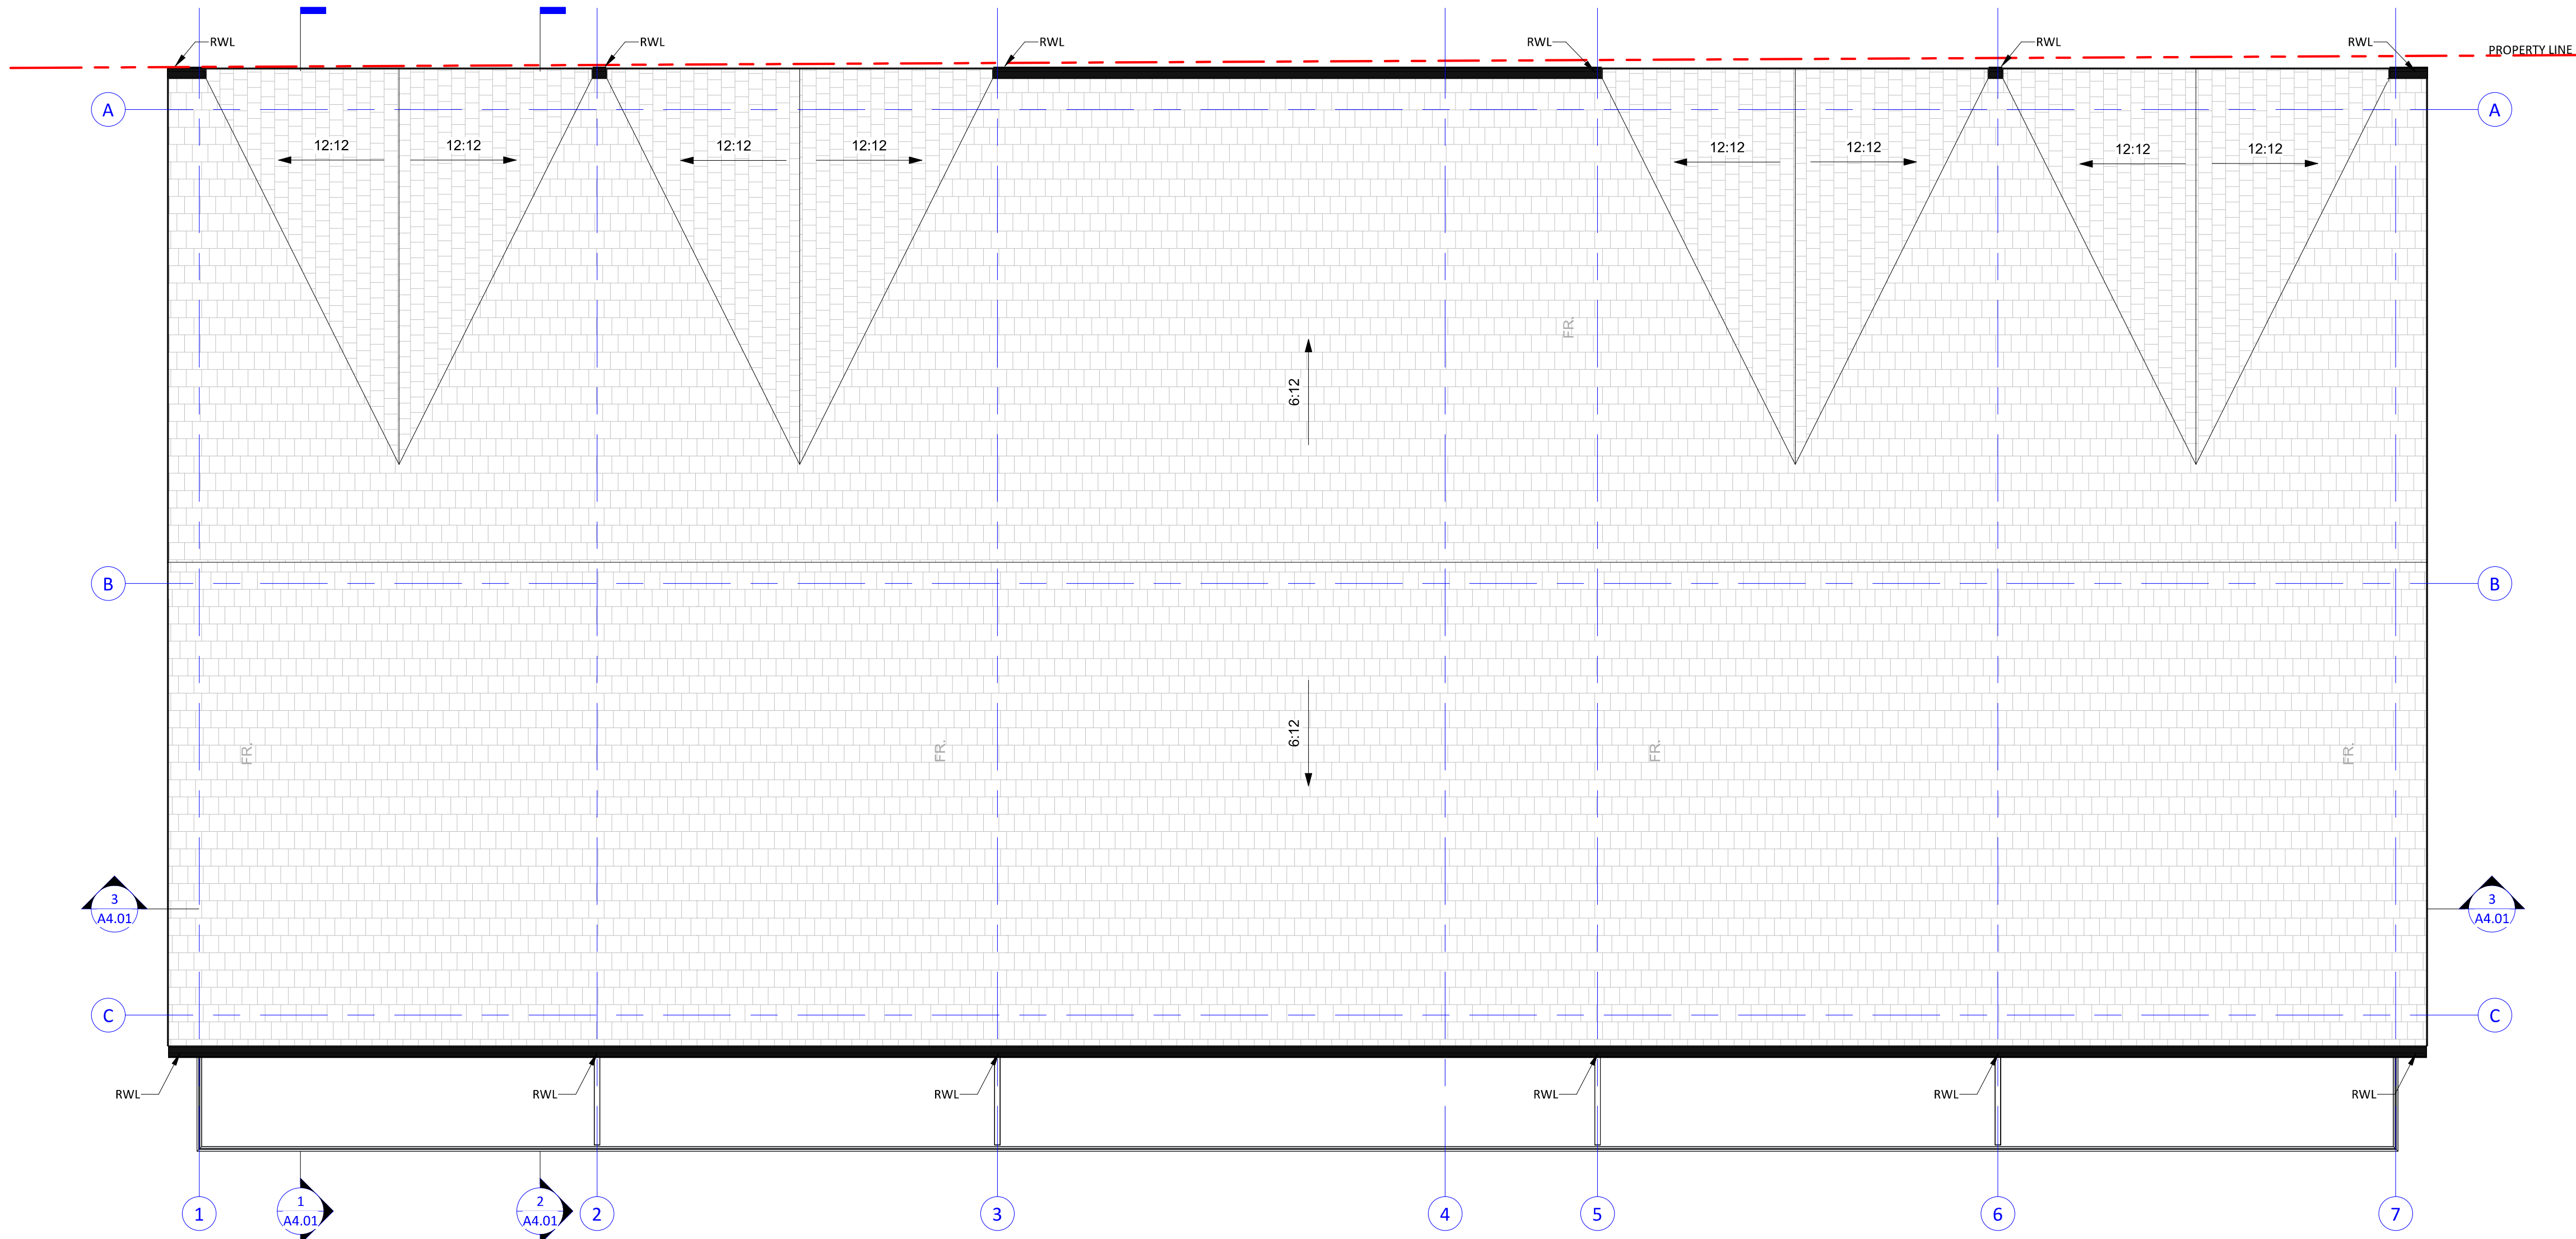 RWL RWL RWL RWL RWL RWL
PROPERTY LINE
A A
12:12 12:12 12:12 12:12 12:12 12:12 12:12 12:12
FR.
6:12
B B
6:12
FR. FR. FR. FR.
3 3
A4.01 A4.01
C C
RWL RWL RWL RWL RWL RWL
1 2
A4.01 A4.01
1 2 3 4 5 6 7